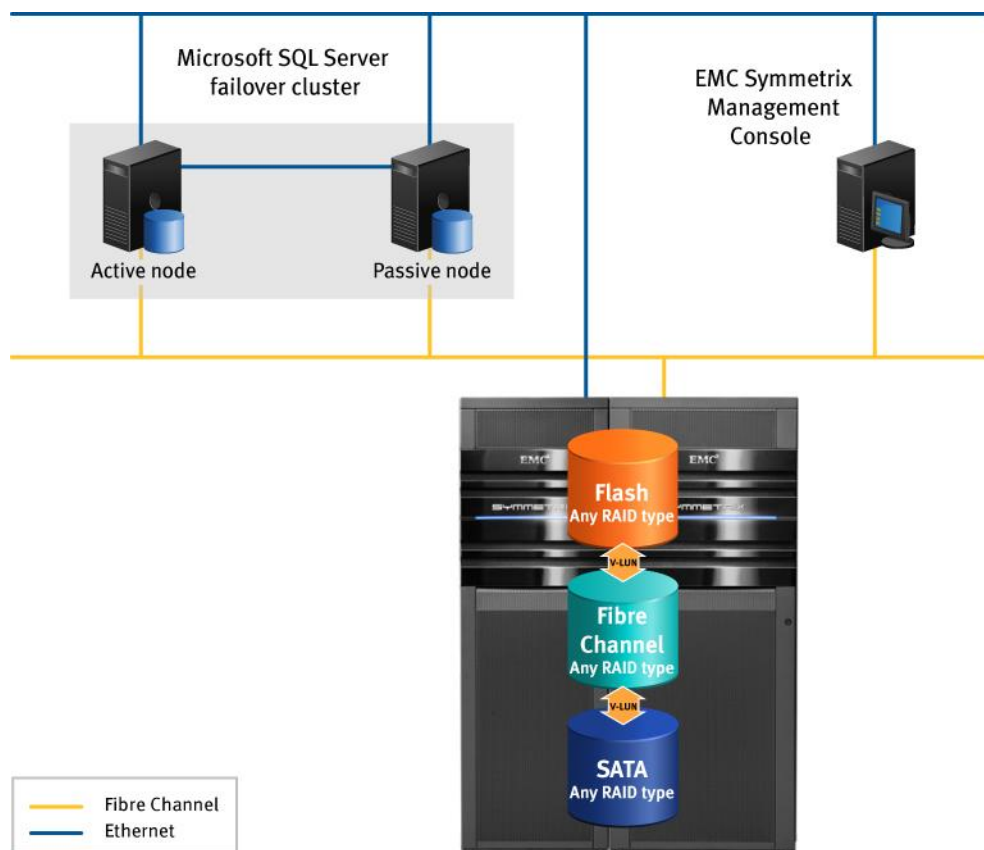 Microsoft SQL Server
failover cluster
EMC Symmetrix
Management
Console
Active node
Passive node
EMC
EMC
Flash
Any RAID type
V-LUN
Fibre
Channel
Any RAID type
V-LUN
SATA
Any RAID type
Fibre Channel
Ethernet